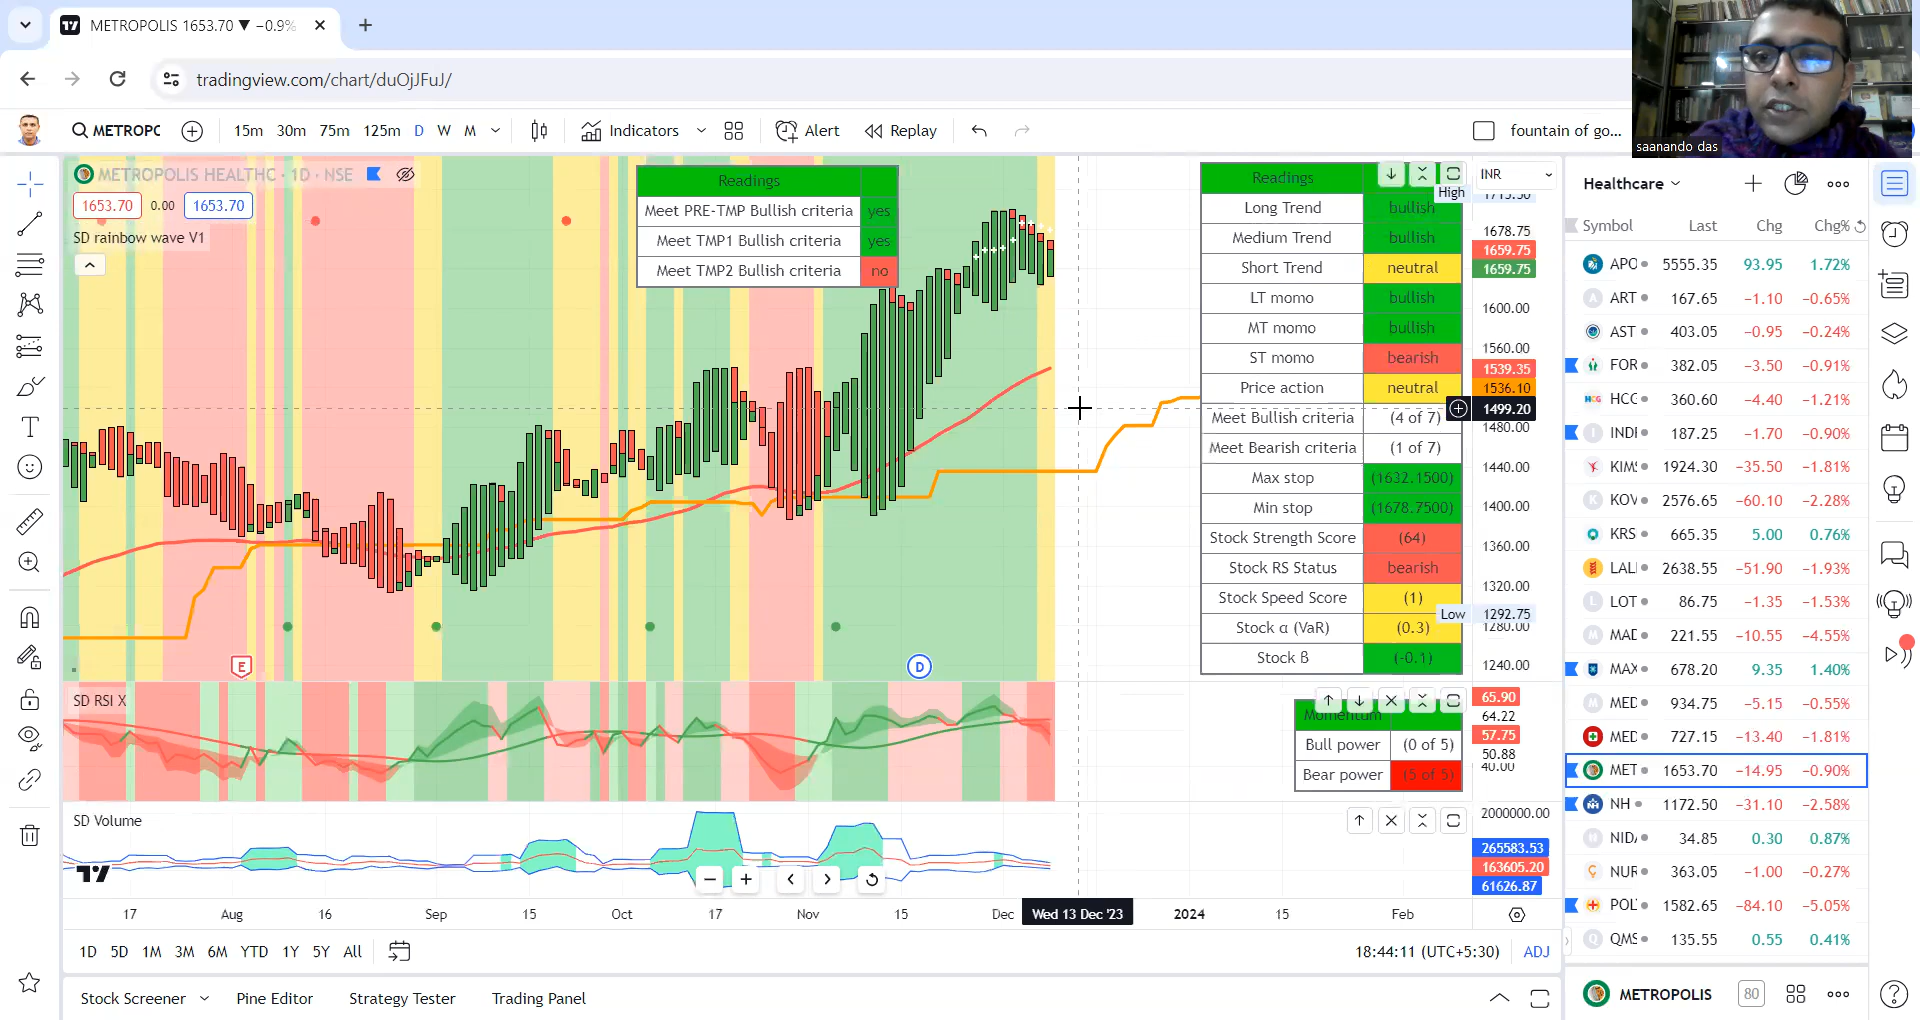 METROPOLIS 1653.70 ▼ −0.9%
tradingview.com/chart/duOjJFuJ/
METROPC
15m 30m 75m 125m D W M
Indicators
Alert
Replay
fountain of go...
saanando das
METROPOLIS HEALTHC · 1D · NSE
1653.70 0.00 1653.70
SD rainbow wave V1
Readings
Meet PRE-TMP Bullish criteria yes
Meet TMP1 Bullish criteria yes
Meet TMP2 Bullish criteria no
Readings
Long Trend bullish
Medium Trend bullish
Short Trend neutral
LT momo bullish
MT momo bullish
ST momo bearish
Price action neutral
Meet Bullish criteria (4 of 7)
Meet Bearish criteria (1 of 7)
Max stop (1632.1500)
Min stop (1678.7500)
Stock Strength Score (64)
Stock RS Status bearish
Stock Speed Score (1)
Stock α (VaR) (0.3)
Stock ß (-0.1)
INR
High
1678.75
1659.75
1659.75
1600.00
1560.00
1539.35
1536.10
1499.20
1480.00
1440.00
1400.00
1360.00
1320.00
Low 1292.75
1280.00
1240.00
E
D
SD RSI X
Momentum
Bull power (0 of 5)
Bear power (5 of 5)
65.90
64.22
57.75
50.88
40.00
SD Volume
2000000.00
265583.53
163605.20
61626.87
17 Aug 16 Sep 15 Oct 17 Nov 15 Dec Wed 13 Dec '23 2024 15 Feb
1D 5D 1M 3M 6M YTD 1Y 5Y All
18:44:11 (UTC+5:30) ADJ
Stock Screener Pine Editor Strategy Tester Trading Panel
Healthcare
Symbol Last Chg Chg%
APO 5555.35 93.95 1.72%
ART 167.65 −1.10 −0.65%
AST 403.05 −0.95 −0.24%
FOR 382.05 −3.50 −0.91%
HCG 360.60 −4.40 −1.21%
INDI 187.25 −1.70 −0.90%
KIMS 1924.30 −35.50 −1.81%
KOV 2576.65 −60.10 −2.28%
KRS 665.35 5.00 0.76%
LAL 2638.55 −51.90 −1.93%
LOT 86.75 −1.35 −1.53%
MAD 221.55 −10.55 −4.55%
MAX 678.20 9.35 1.40%
MED 934.75 −5.15 −0.55%
MED 727.15 −13.40 −1.81%
MET 1653.70 −14.95 −0.90%
NH 1172.50 −31.10 −2.58%
NID 34.85 0.30 0.87%
NUR 363.05 −1.00 −0.27%
POL 1582.65 −84.10 −5.05%
QMS 135.55 0.55 0.41%
METROPOLIS 80